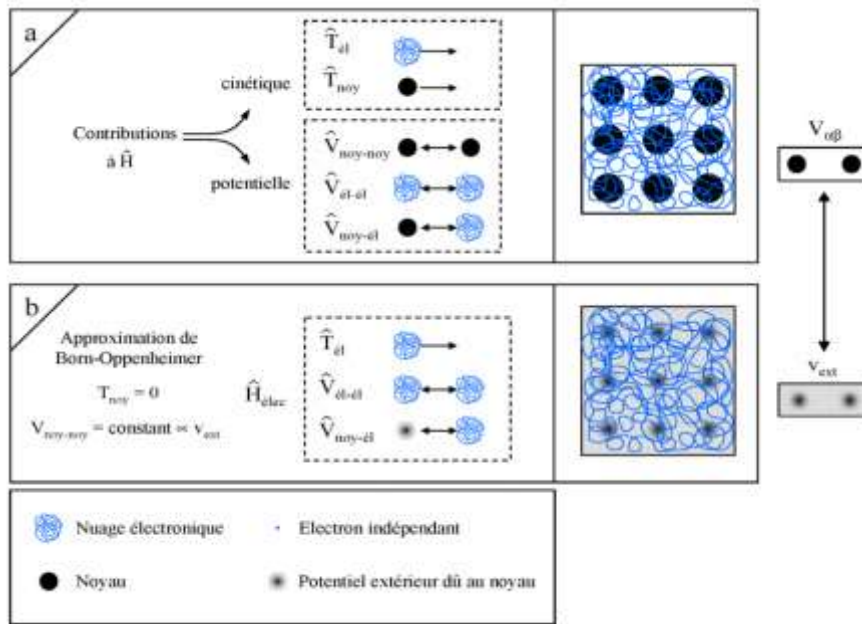 a
T̂él
T̂noy
cinétique
Contributions
à Ĥ
potentielle
V̂noy-noy
V̂él-él
V̂noy-él
Vαβ
b
Approximation de
Born-Oppenheimer
Tnoy = 0
Vnoy-noy = constant ∝ vext
Ĥélec
T̂él
V̂él-él
V̂noy-él
vext
Nuage électronique
Electron indépendant
Noyau
Potentiel extérieur dû au noyau